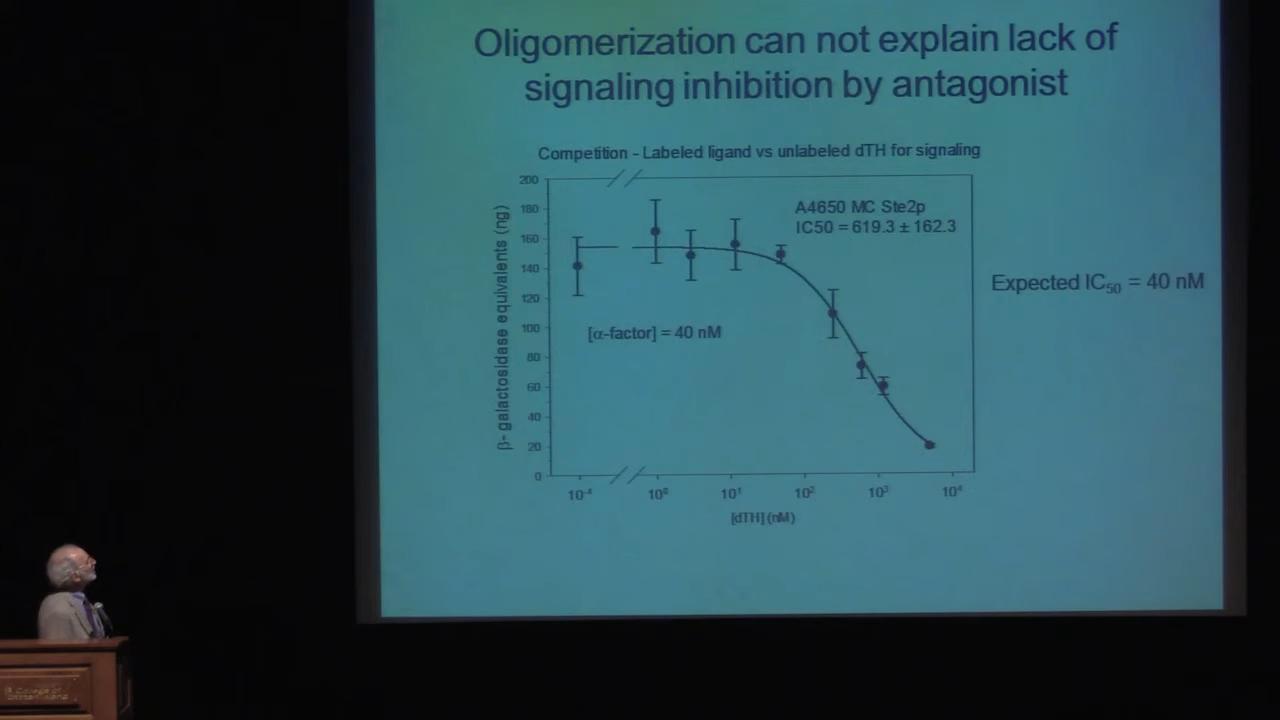 Oligomerization can not explain lack of
signaling inhibition by antagonist
Competition - Labeled ligand vs unlabeled dTH for signaling
A4650 MC Ste2p
IC50 = 619.3 ± 162.3
Expected IC₅₀ = 40 nM
[α-factor] = 40 nM
β- galactosidase equivalents (ng)
200
180
160
140
120
100
80
60
40
20
0
10⁻⁴ 10⁰ 10¹ 10² 10³ 10⁴
[dTH] (nM)
College of